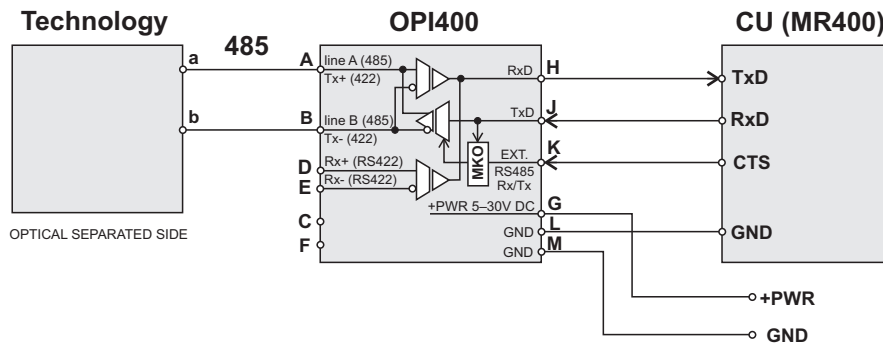 Technology
485
OPI400
CU (MR400)
a
A
line A (485)
Tx+ (422)
RxD
H
TxD
b
B
line B (485)
Tx- (422)
TxD
J
RxD
MKO
EXT.
RS485
Rx/Tx
K
CTS
D
Rx+ (RS422)
E
Rx- (RS422)
+PWR 5–30V DC
G
C
GND
L
GND
F
GND
M
OPTICAL SEPARATED SIDE
+PWR
GND